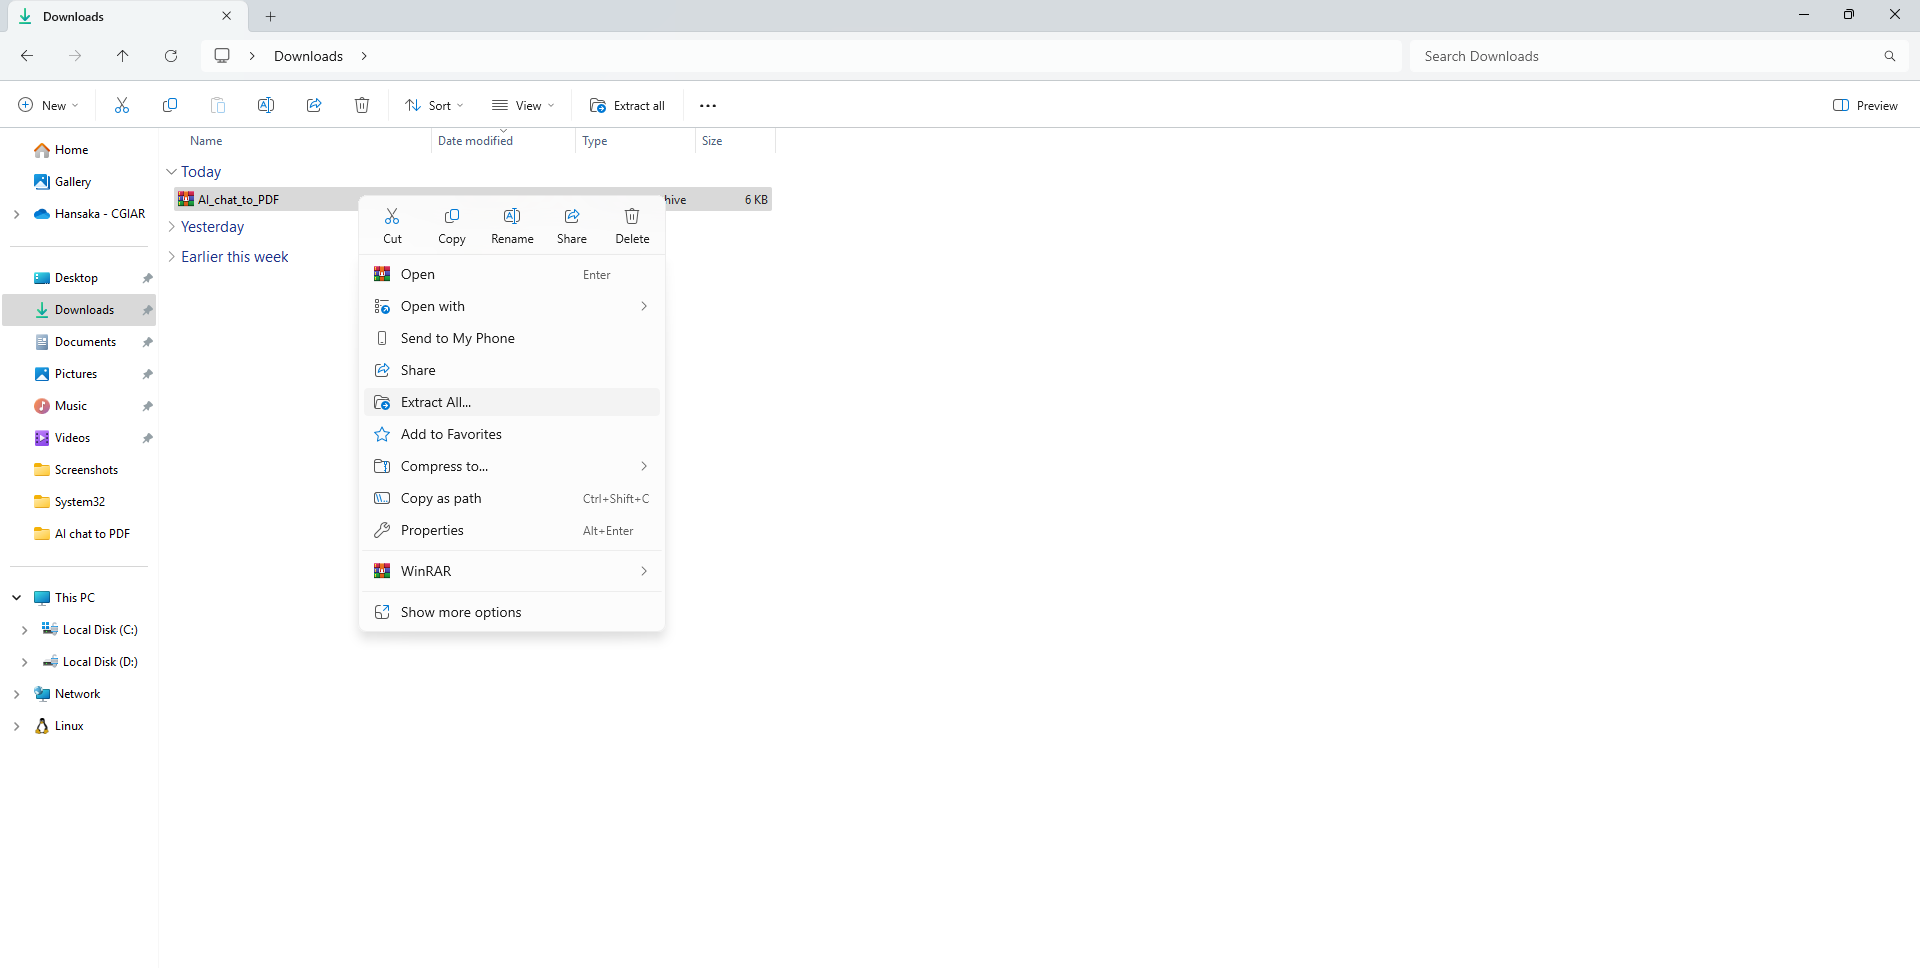 Downloads
Downloads
Search Downloads
New
Sort
View
Extract all
Preview
Name
Date modified
Type
Size
Home
Gallery
Hansaka - CGIAR
Desktop
Downloads
Documents
Pictures
Music
Videos
Screenshots
System32
AI chat to PDF
This PC
Local Disk (C:)
Local Disk (D:)
Network
Linux
Today
AI_chat_to_PDF
hive
6 KB
Yesterday
Earlier this week
Cut
Copy
Rename
Share
Delete
Open Enter
Open with
Send to My Phone
Share
Extract All...
Add to Favorites
Compress to...
Copy as path Ctrl+Shift+C
Properties Alt+Enter
WinRAR
Show more options